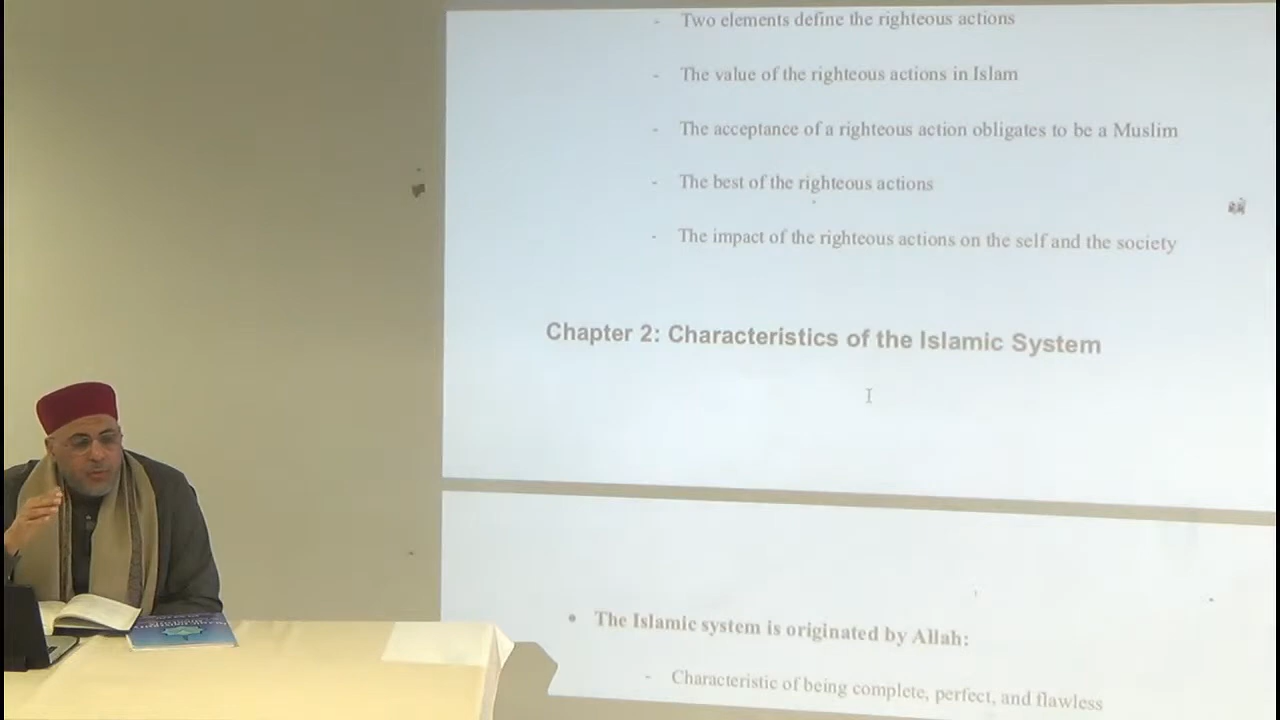 - Two elements define the righteous actions
- The value of the righteous actions in Islam
- The acceptance of a righteous action obligates to be a Muslim
- The best of the righteous actions
- The impact of the righteous actions on the self and the society
Chapter 2: Characteristics of the Islamic System
• The Islamic system is originated by Allah:
- Characteristic of being complete, perfect, and flawless